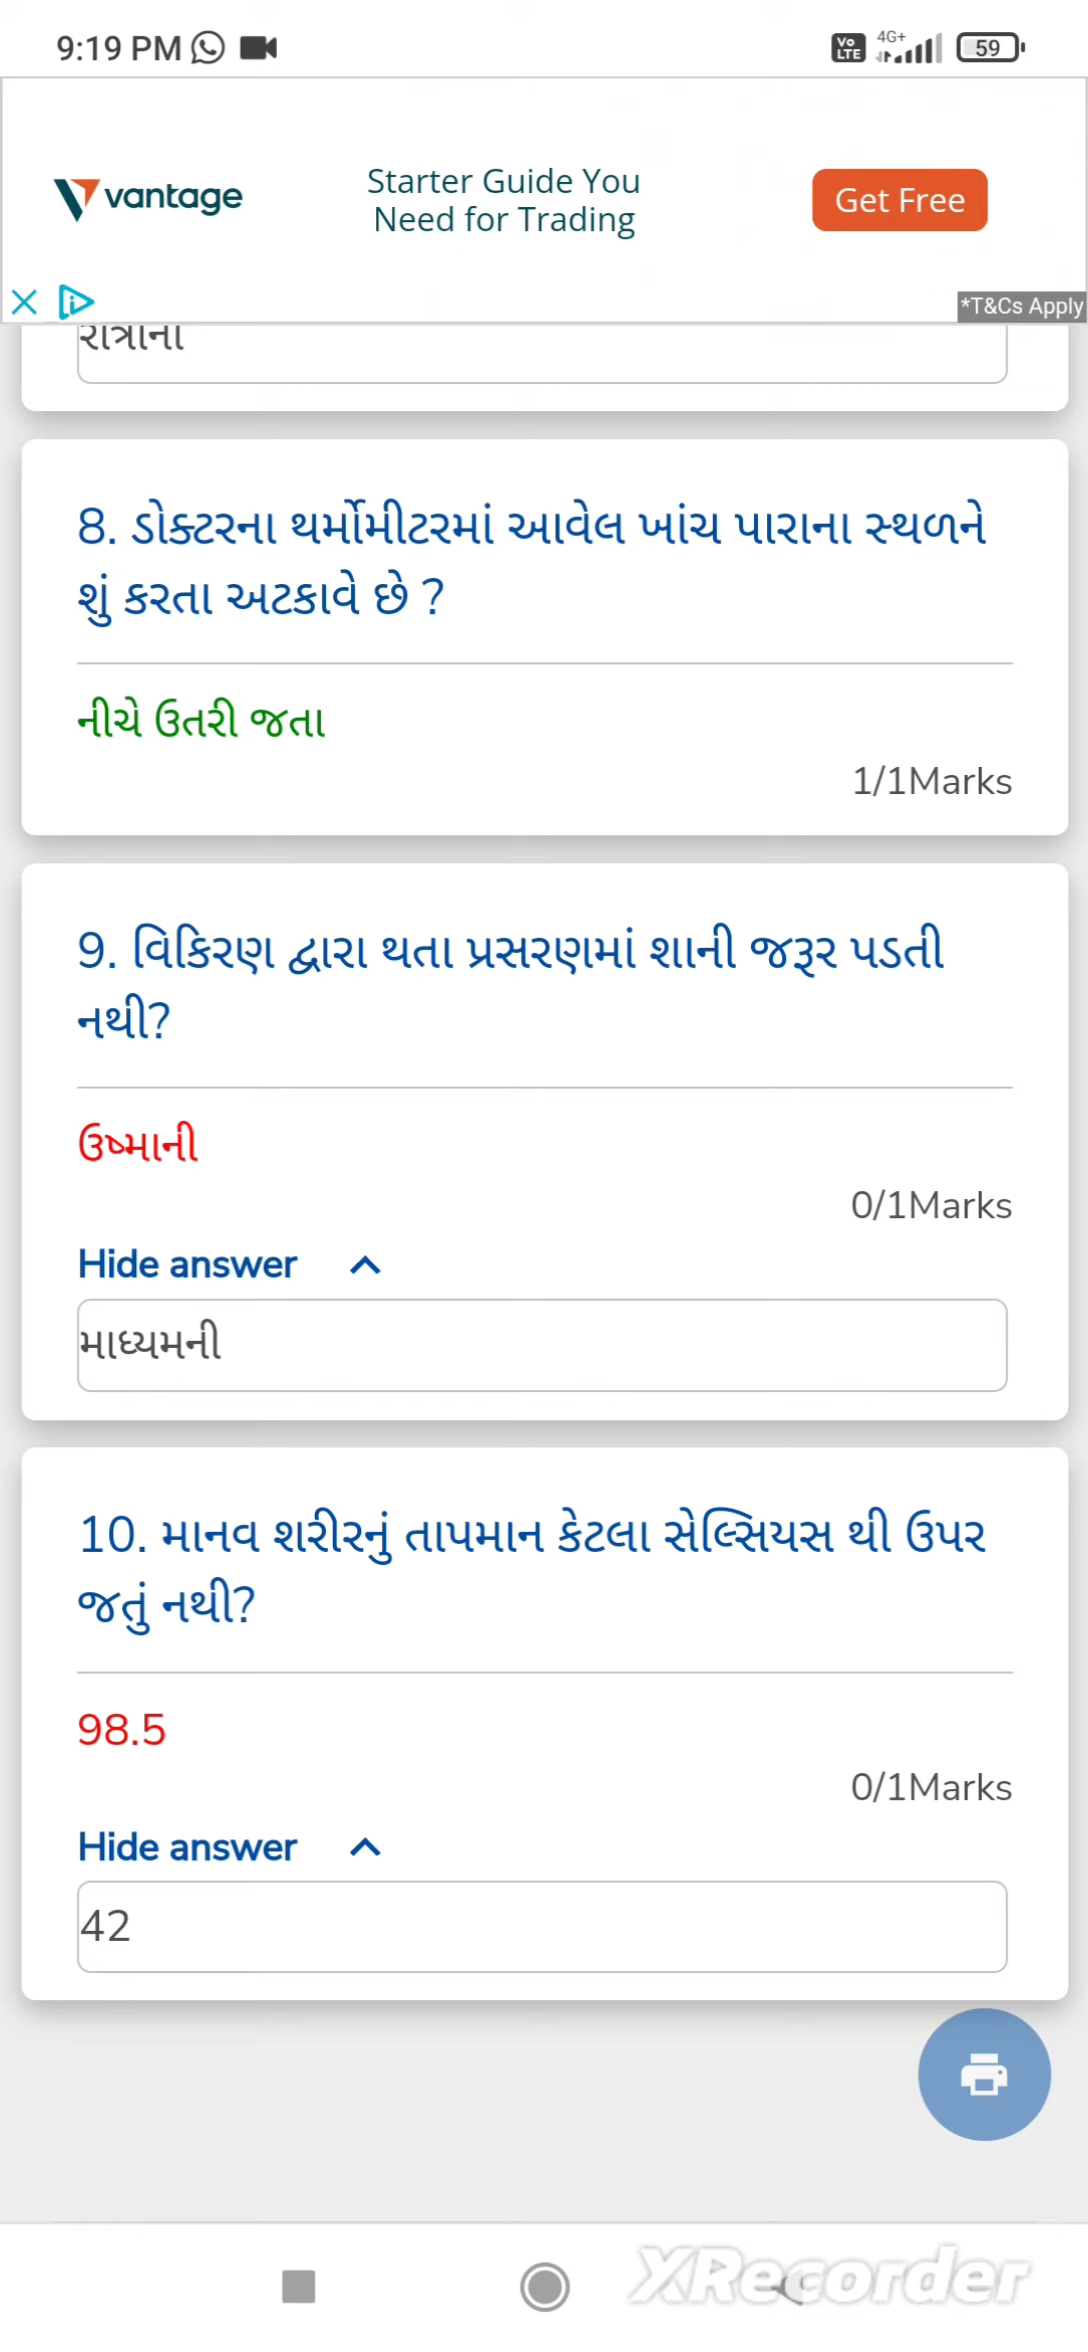 9:19 PM
Vo LTE 4G+ 59
vantage
Starter Guide You
Need for Trading
Get Free
*T&Cs Apply
8. ડોક્ટરના થર્મોમીટરમાં આવેલ ખાંચ પારાના સ્થળને
શું કરતા અટકાવે છે ?
નીચે ઉતરી જતા
1/1Marks
9. વિકિરણ દ્વારા થતા પ્રસરણમાં શાની જરૂર પડતી
નથી?
ઉષ્માની
0/1Marks
Hide answer
માધ્યમની
10. માનવ શરીરનું તાપમાન કેટલા સેલ્સિયસ થી ઉપર
જતું નથી?
98.5
0/1Marks
Hide answer
42
XRecorder